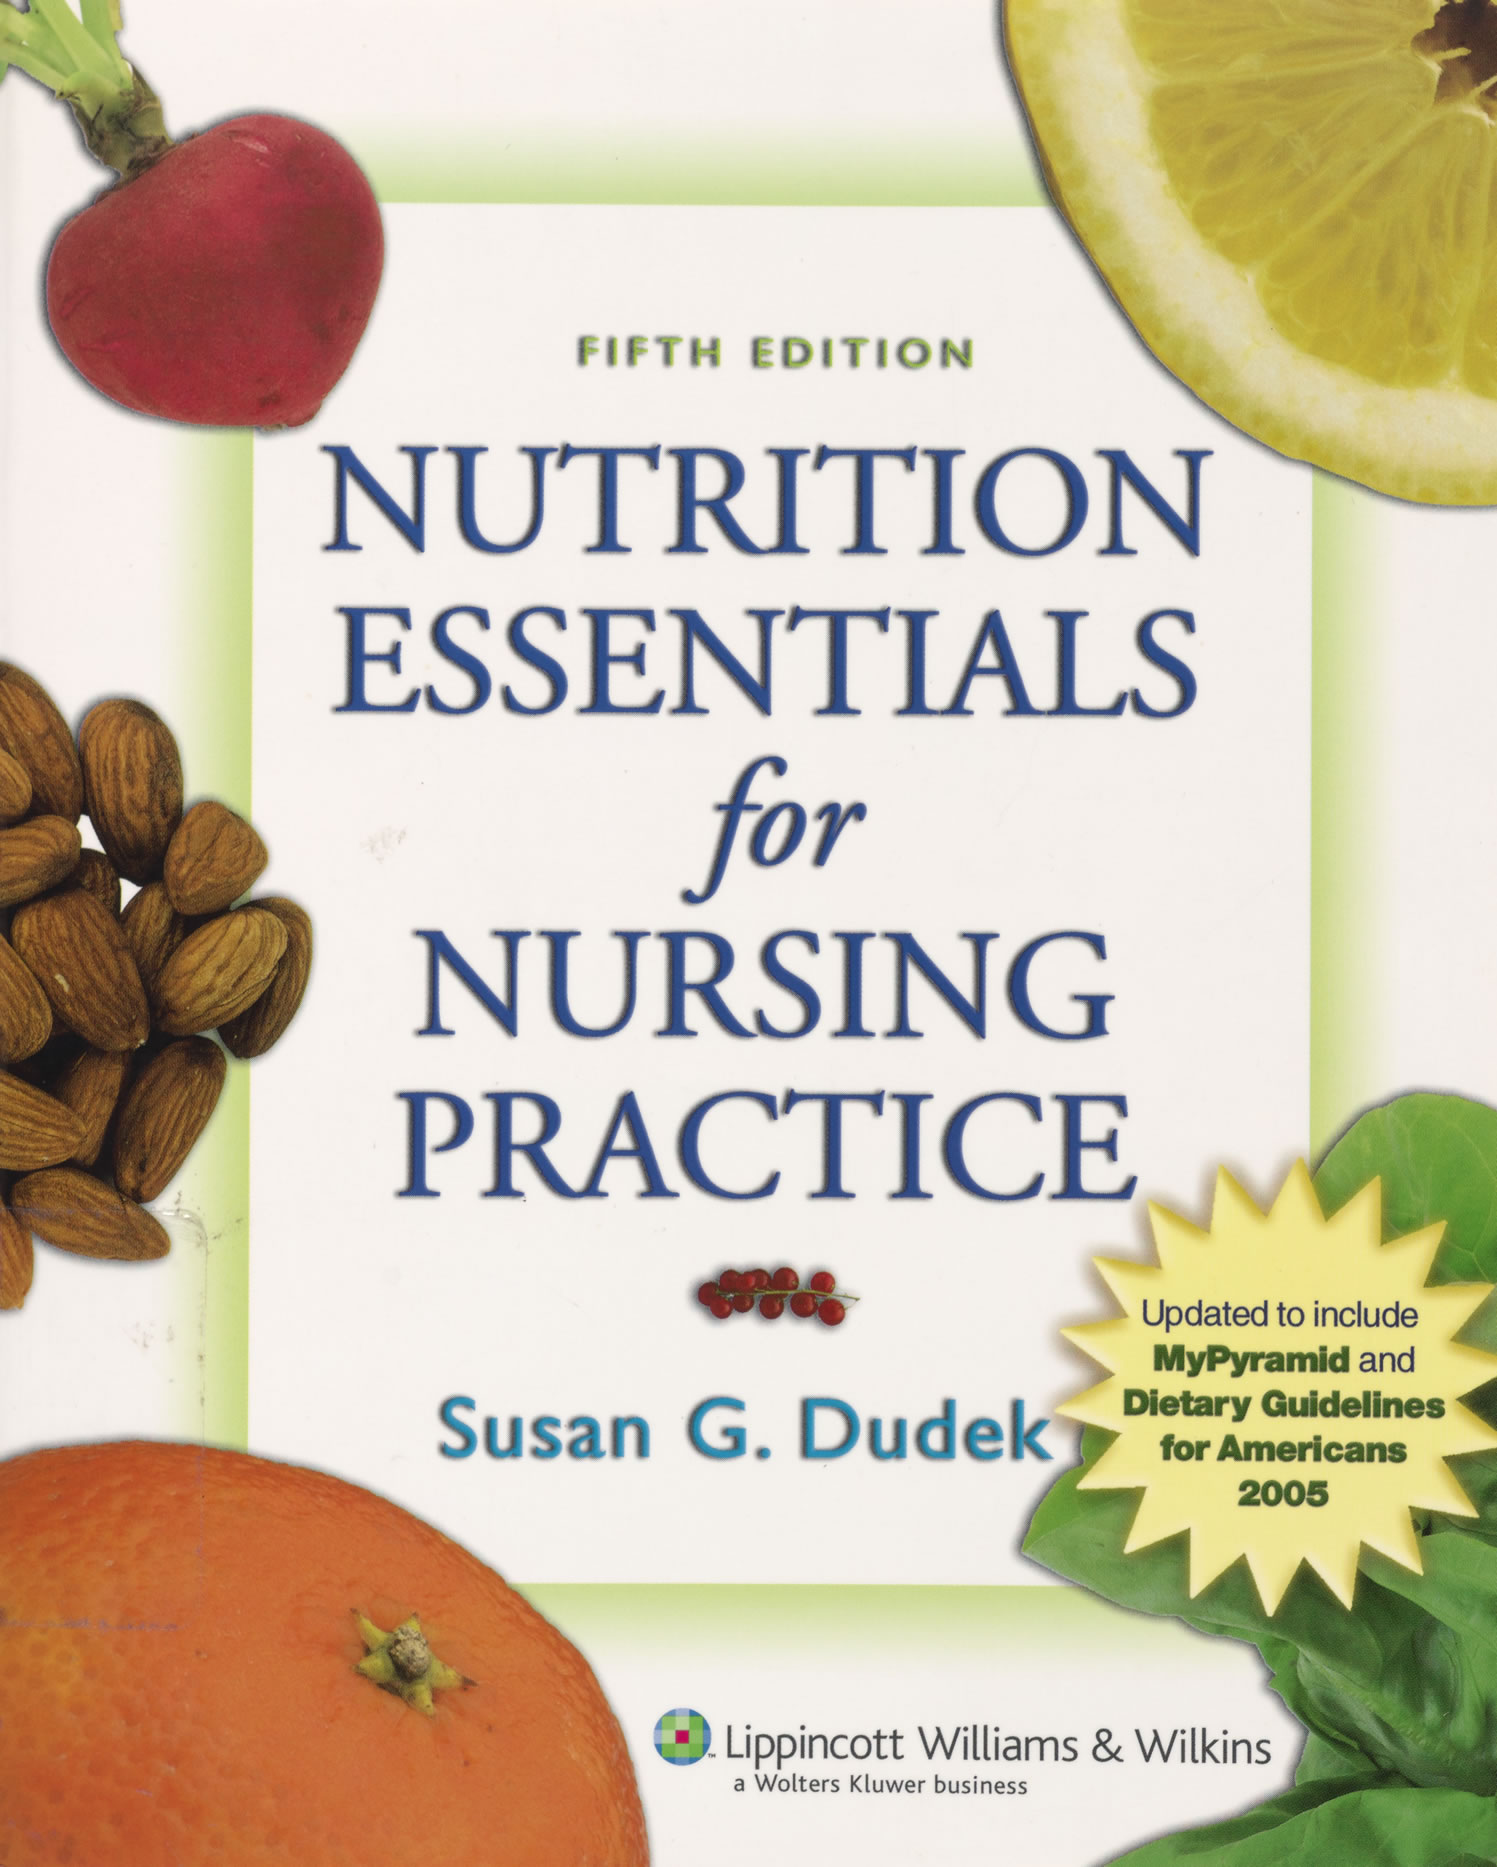 FIFTH EDITION
NUTRITION
ESSENTIALS
for
NURSING
PRACTICE
Susan G. Dudek
Updated to include
MyPyramid and
Dietary Guidelines
for Americans
2005
Lippincott Williams & Wilkins
a Wolters Kluwer business